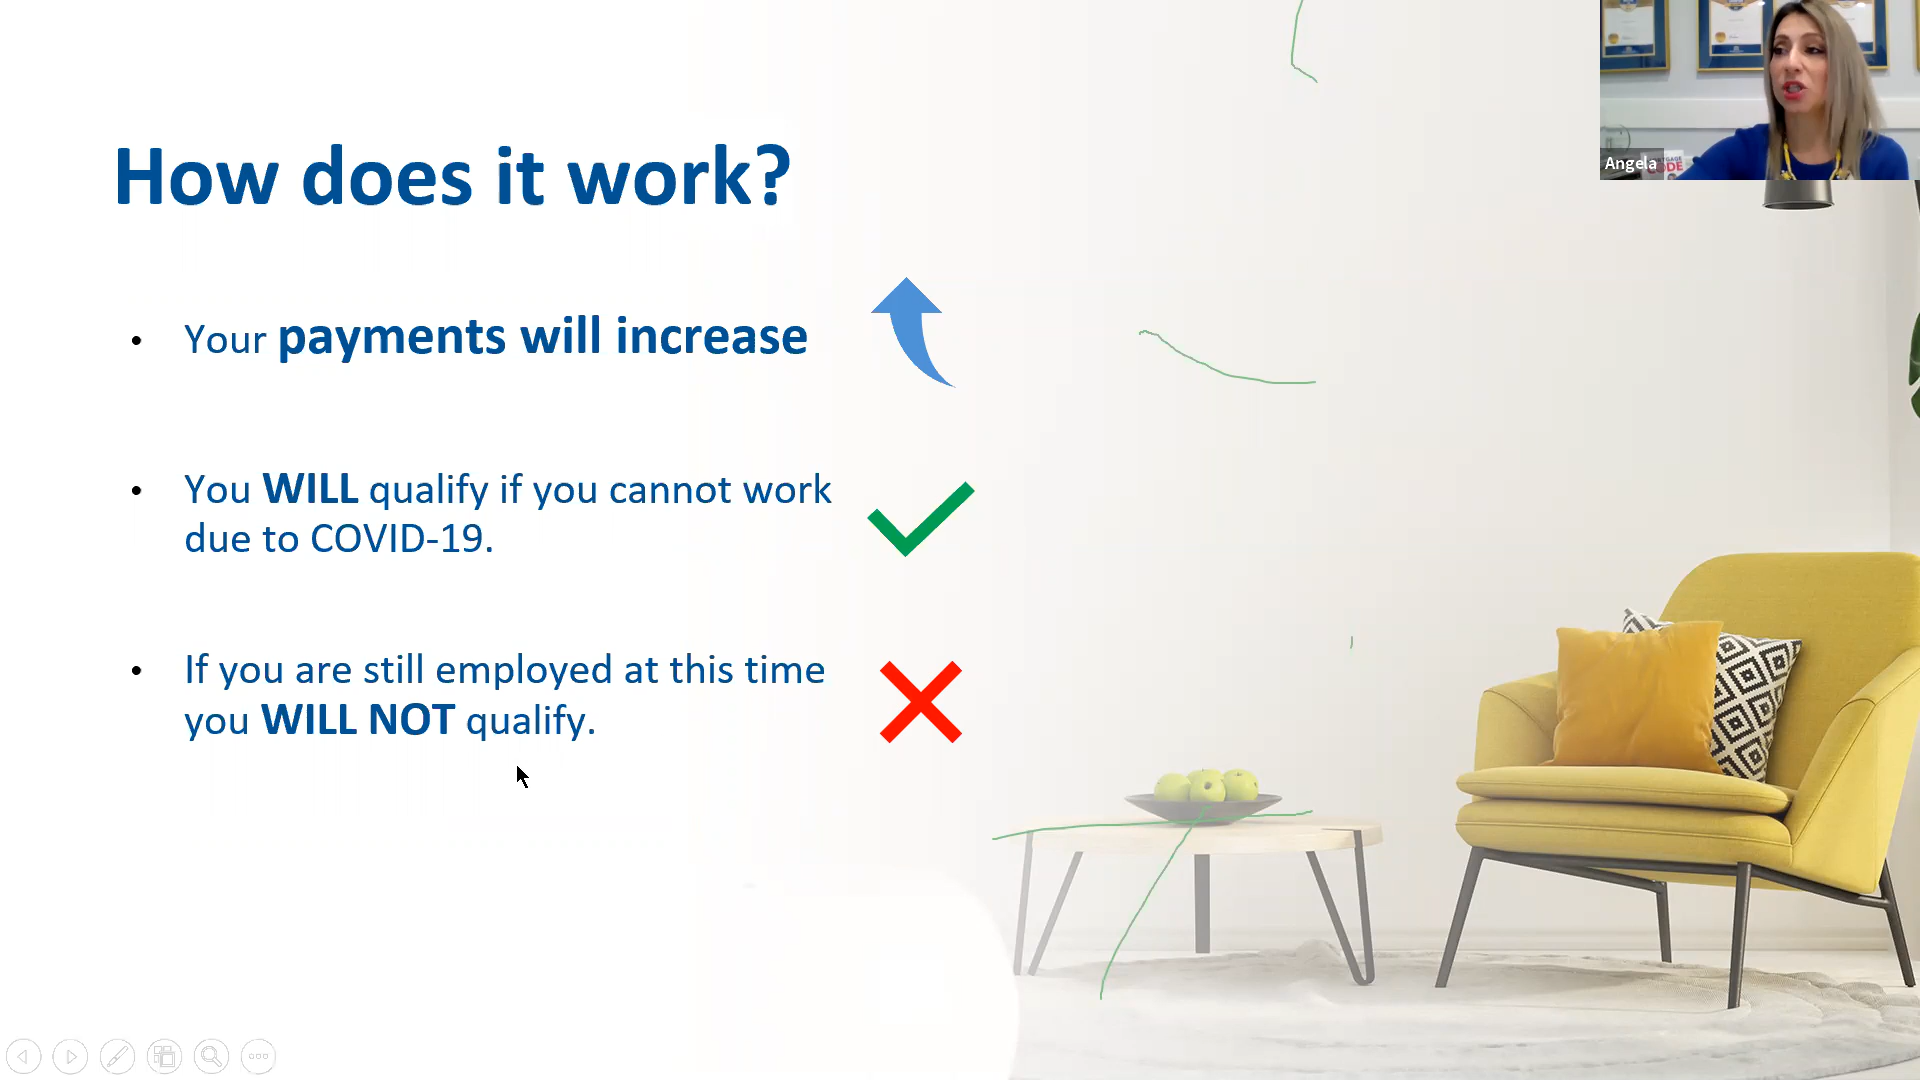 How does it work?
• Your payments will increase
• You WILL qualify if you cannot work
due to COVID-19.
• If you are still employed at this time
you WILL NOT qualify.
Angela
CODE